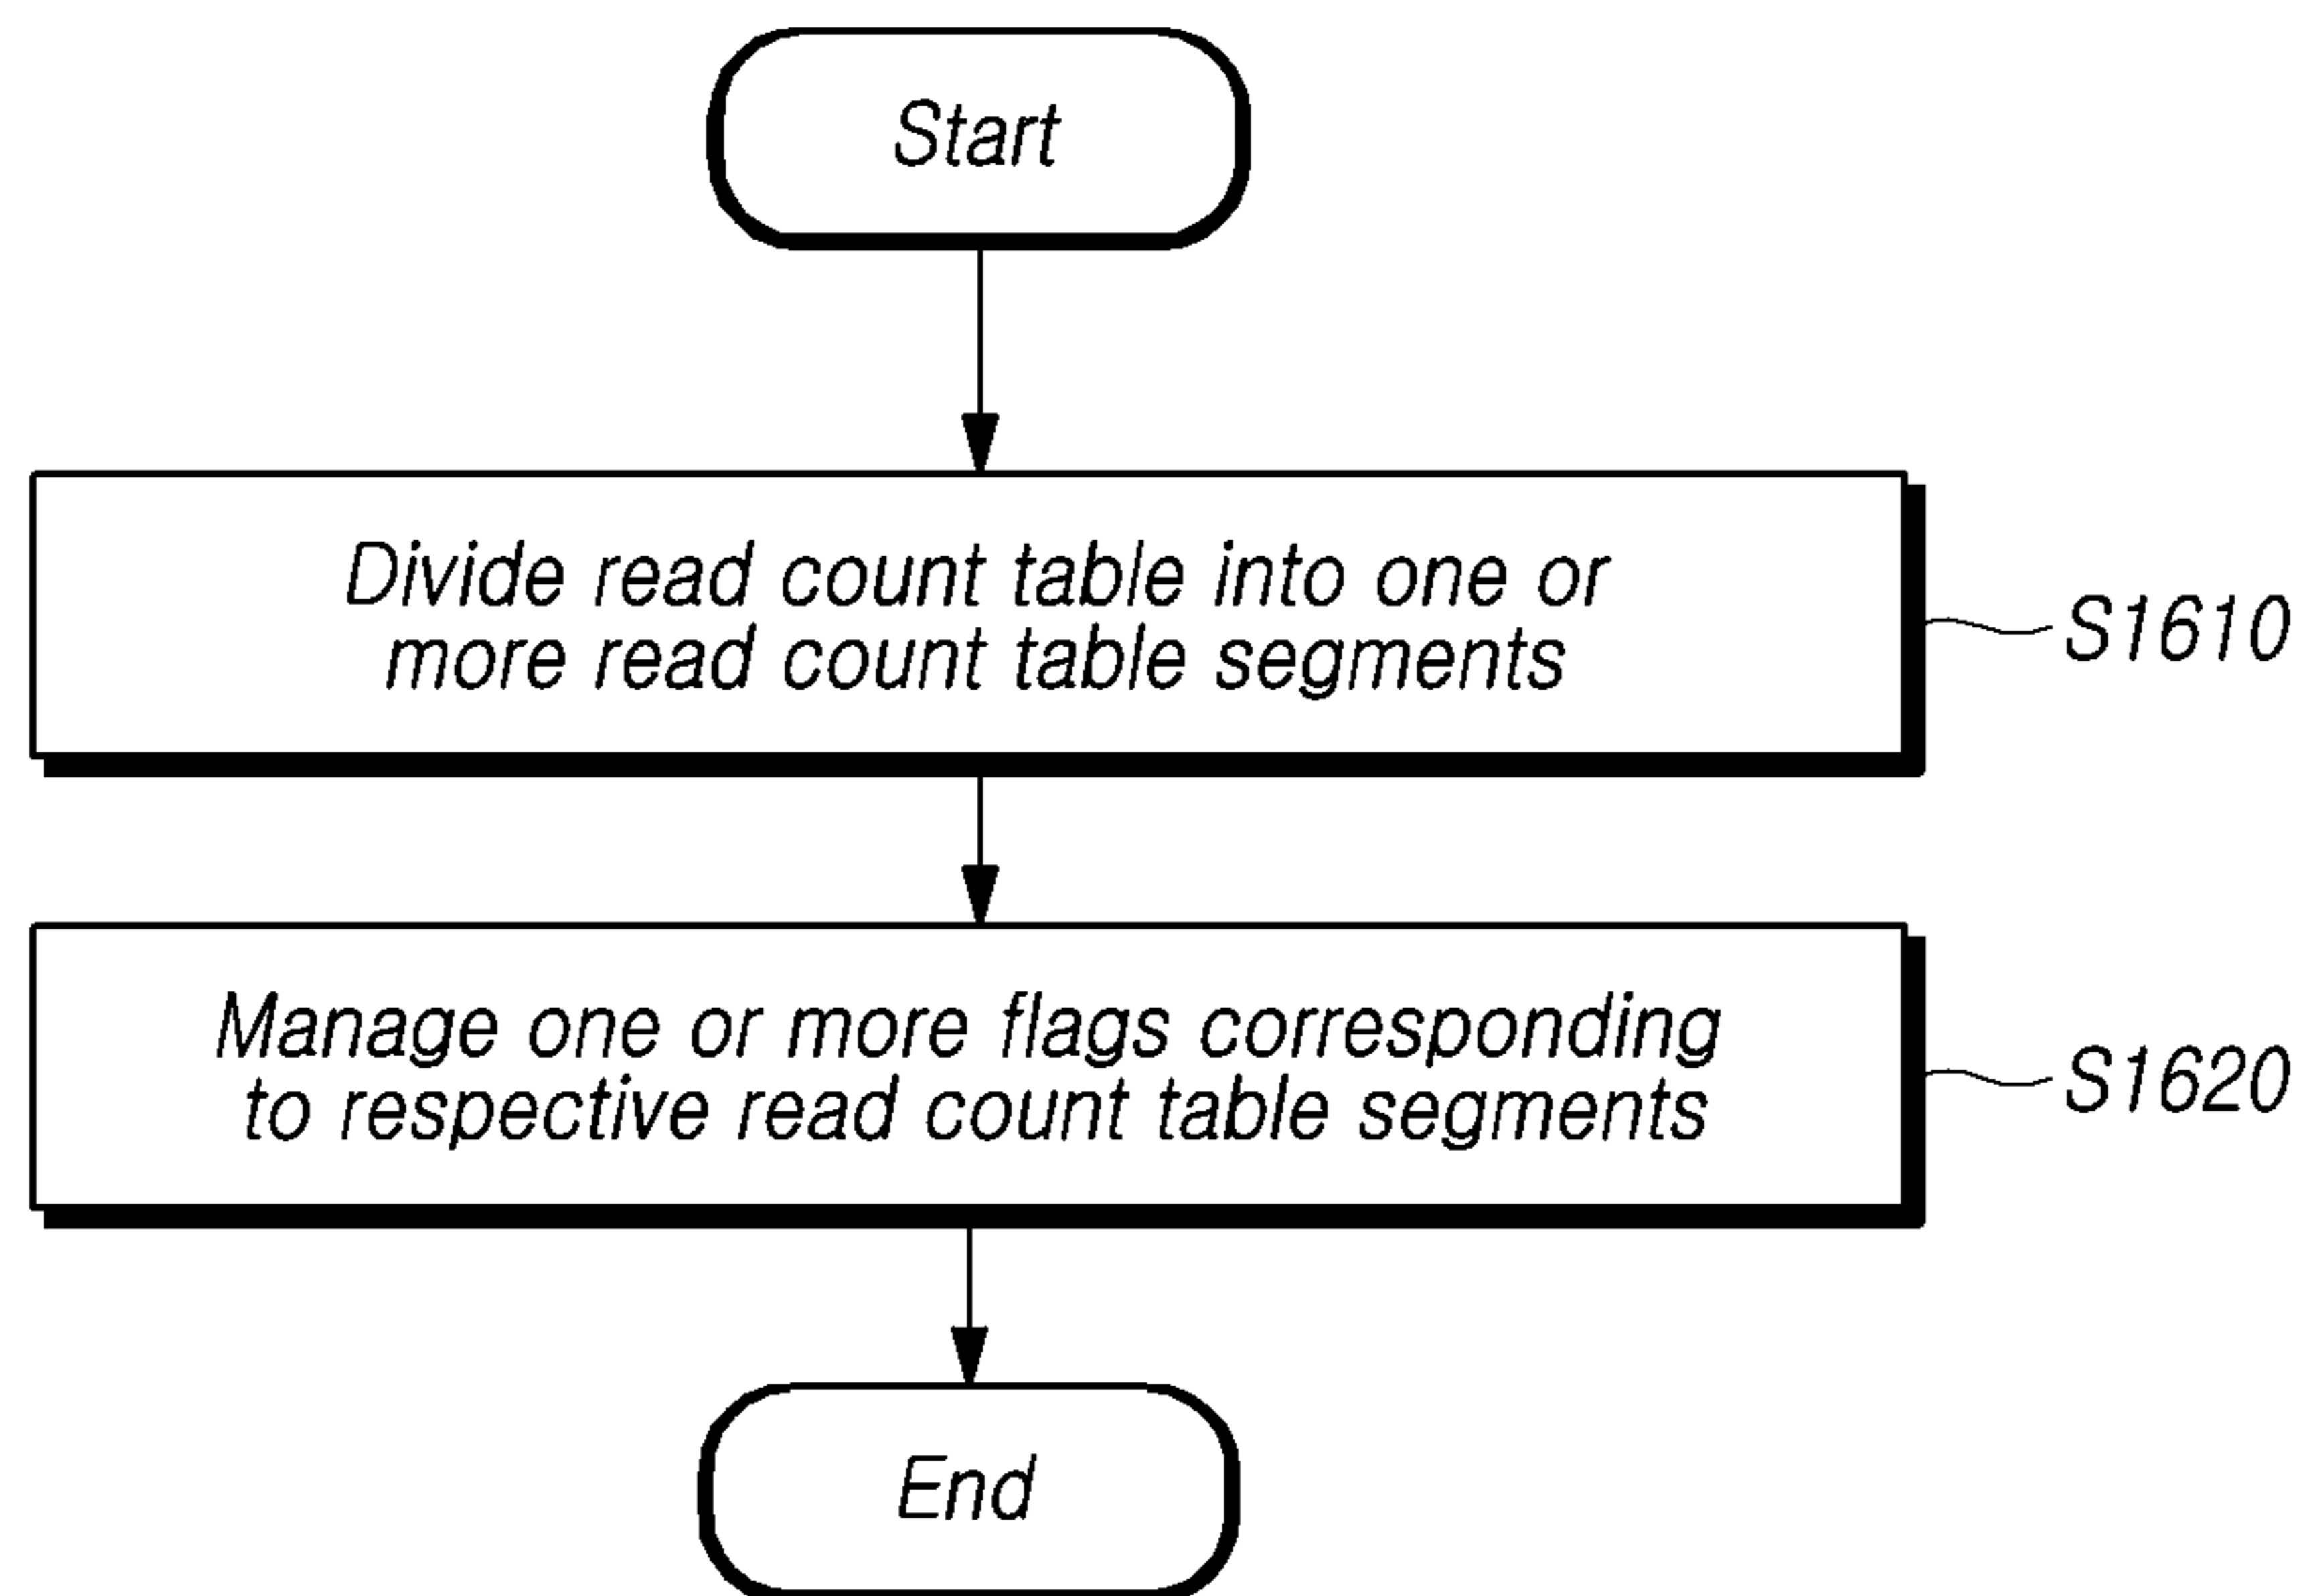 Start
Divide read count table into one or
more read count table segments
S1610
Manage one or more flags corresponding
to respective read count table segments
S1620
End